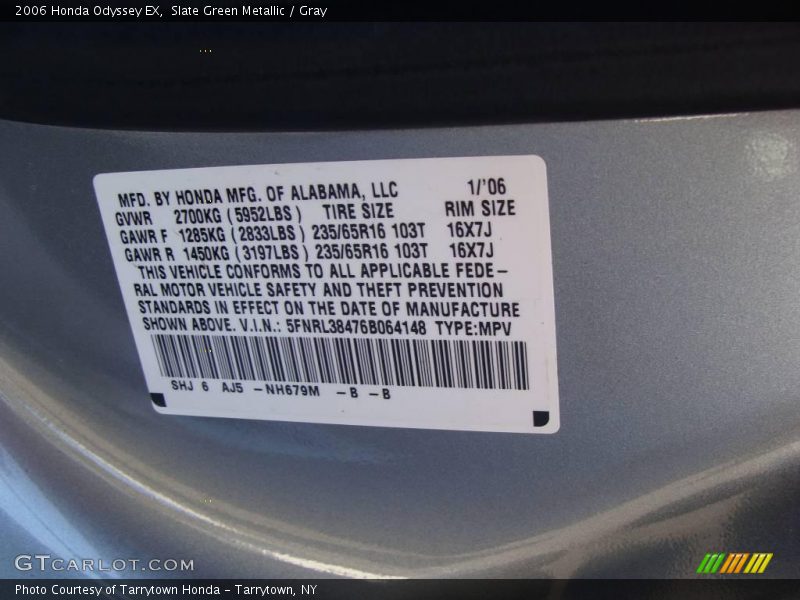 2006 Honda Odyssey EX, Slate Green Metallic / Gray
MFD. BY HONDA MFG. OF ALABAMA, LLC 1/'06
GVWR 2700KG (5952LBS) TIRE SIZE RIM SIZE
GAWR F 1285KG (2833LBS) 235/65R16 103T 16X7J
GAWR R 1450KG (3197LBS) 235/65R16 103T 16X7J
THIS VEHICLE CONFORMS TO ALL APPLICABLE FEDE–
RAL MOTOR VEHICLE SAFETY AND THEFT PREVENTION
STANDARDS IN EFFECT ON THE DATE OF MANUFACTURE
SHOWN ABOVE. V.I.N.: 5FNRL38476B064148 TYPE:MPV
SHJ 6 AJ5 –NH679M –B –B
GTCARLOT.COM
Photo Courtesy of Tarrytown Honda – Tarrytown, NY